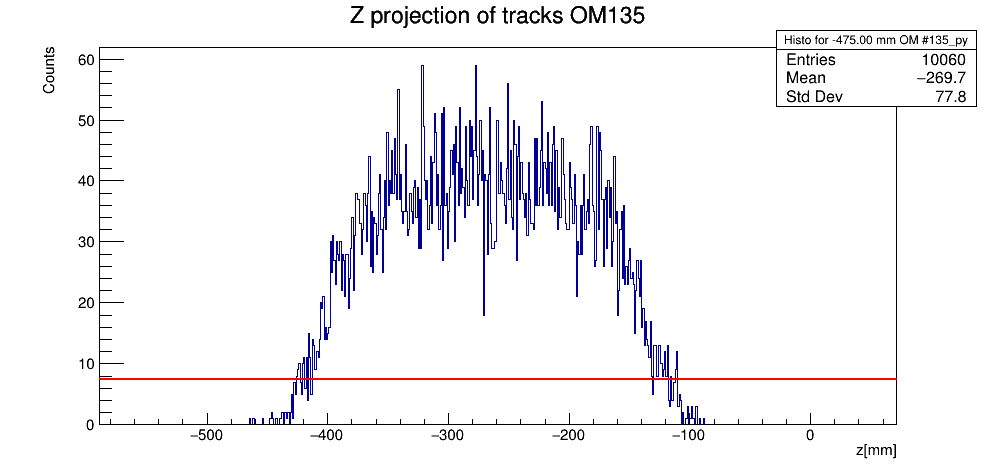 Z projection of tracks OM135
Histo for -475.00 mm OM #135_py
Entries 10060
Mean −269.7
Std Dev 77.8
Counts
60
50
40
30
20
10
0
−500 −400 −300 −200 −100 0
z[mm]